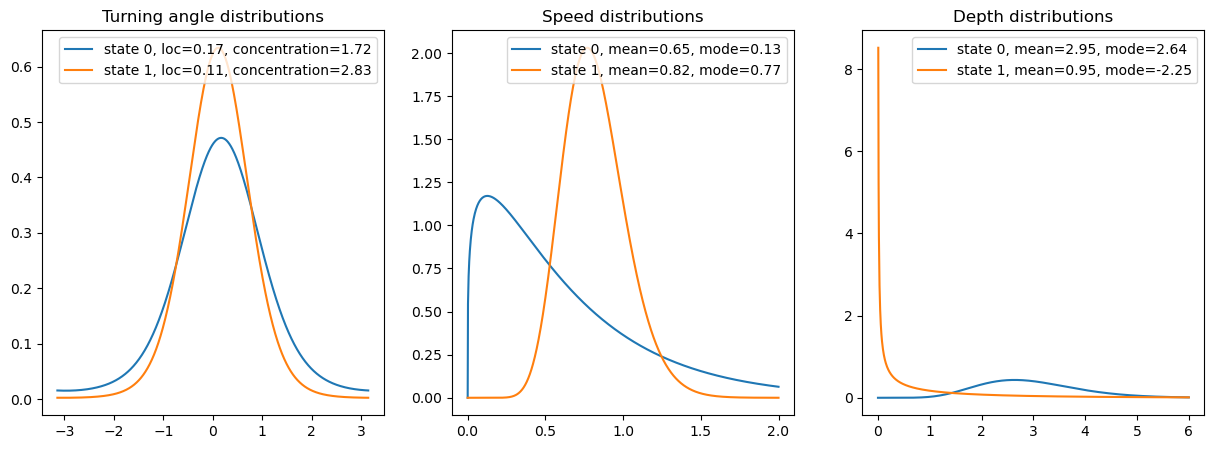 Turning angle distributions
state 0, loc=0.17, concentration=1.72
state 1, loc=0.11, concentration=2.83
0.6
0.5
0.4
0.3
0.2
0.1
0.0
−3 −2 −1 0 1 2 3
Speed distributions
state 0, mean=0.65, mode=0.13
state 1, mean=0.82, mode=0.77
2.00
1.75
1.50
1.25
1.00
0.75
0.50
0.25
0.00
0.0 0.5 1.0 1.5 2.0
Depth distributions
state 0, mean=2.95, mode=2.64
state 1, mean=0.95, mode=-2.25
8
6
4
2
0
0 1 2 3 4 5 6